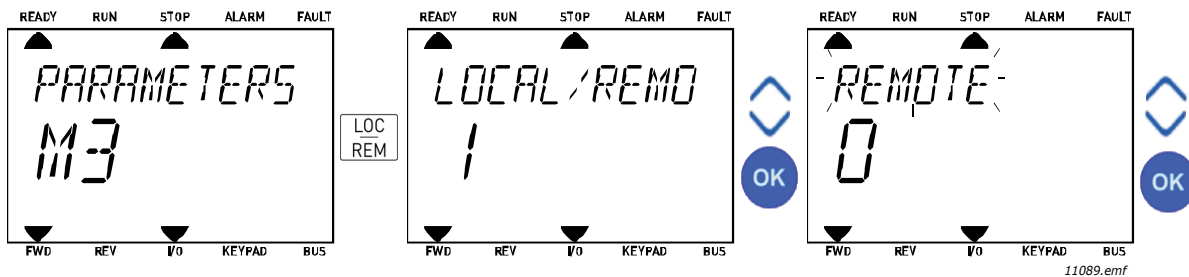 READY RUN STOP ALARM FAULT
PARAMETERS
M3
FWD REV I/O KEYPAD BUS
LOC
REM
READY RUN STOP ALARM FAULT
LOCAL/REMO
1
FWD REV I/O KEYPAD BUS
OK
READY RUN STOP ALARM FAULT
REMOTE
0
FWD REV I/O KEYPAD BUS
OK
11089.emf